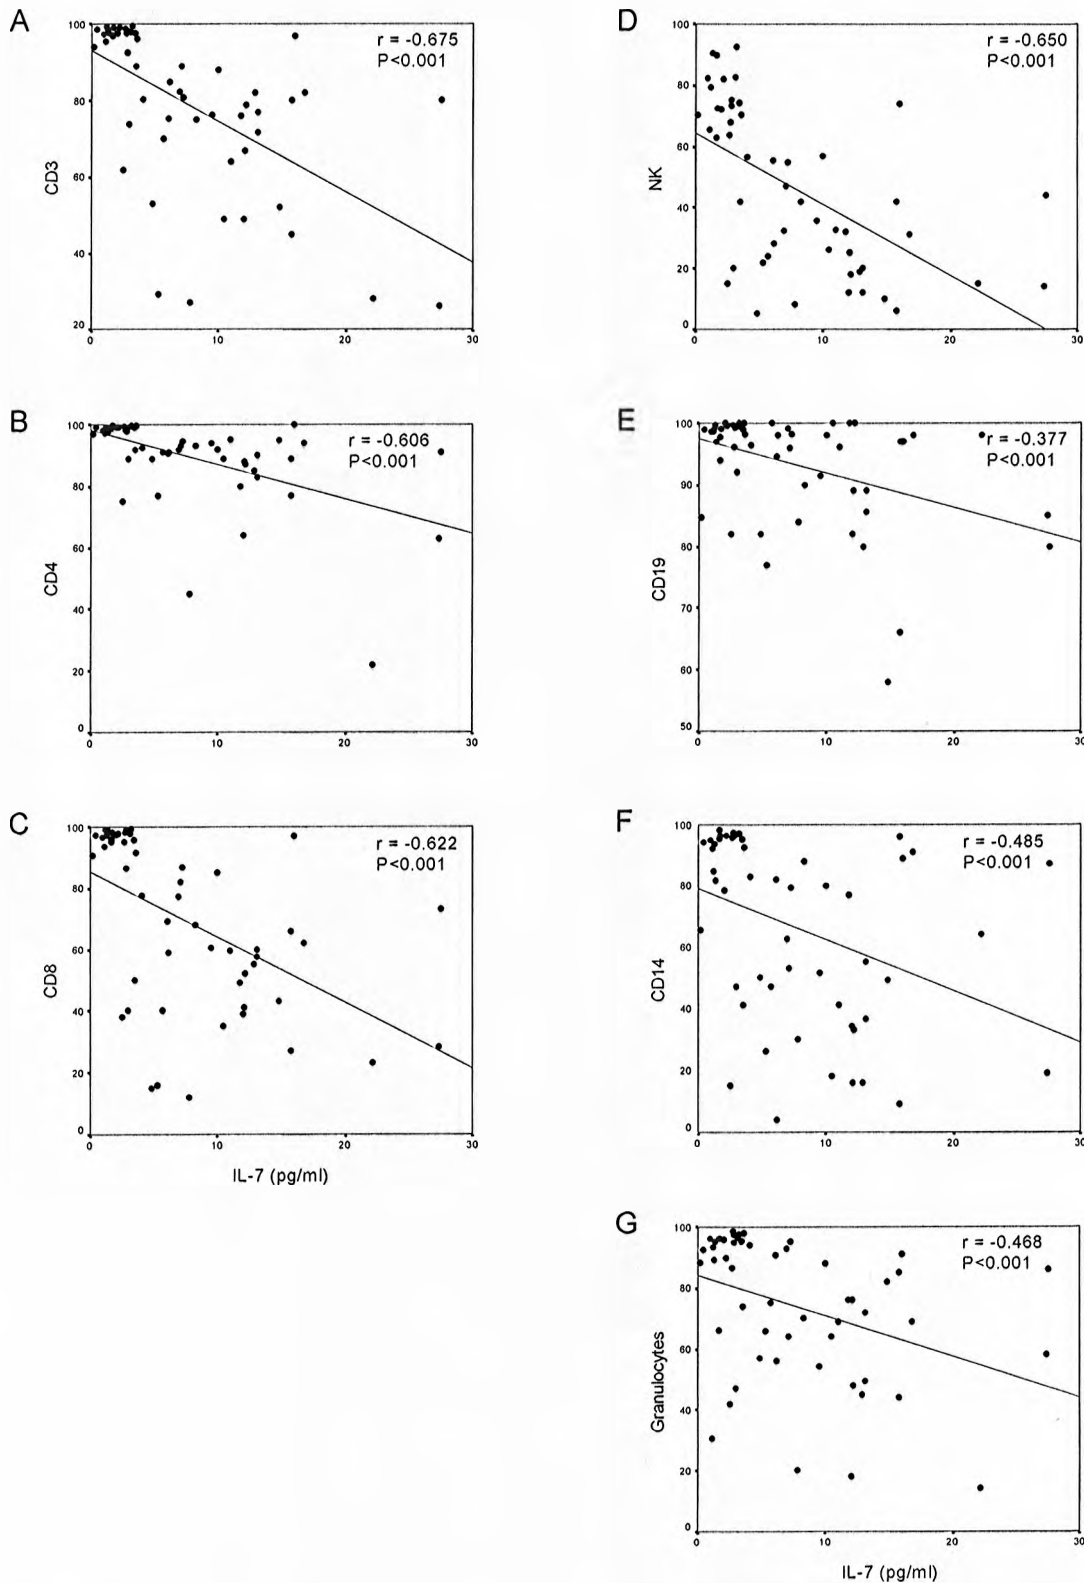 A
r = -0.675
P<0.001
100
80
60
40
20
CD3
0 10 20 30
B
r = -0.606
P<0.001
100
80
60
40
20
0
CD4
0 10 20 30
C
r = -0.622
P<0.001
100
80
60
40
20
0
CD8
0 10 20 30
IL-7 (pg/ml)
D
r = -0.650
P<0.001
100
80
60
40
20
0
NK
0 10 20 30
E
r = -0.377
P<0.001
100
90
80
70
60
50
CD19
0 10 20 30
F
r = -0.485
P<0.001
100
80
60
40
20
0
CD14
0 10 20 30
G
r = -0.468
P<0.001
100
80
60
40
20
0
Granulocytes
0 10 20 30
IL-7 (pg/ml)